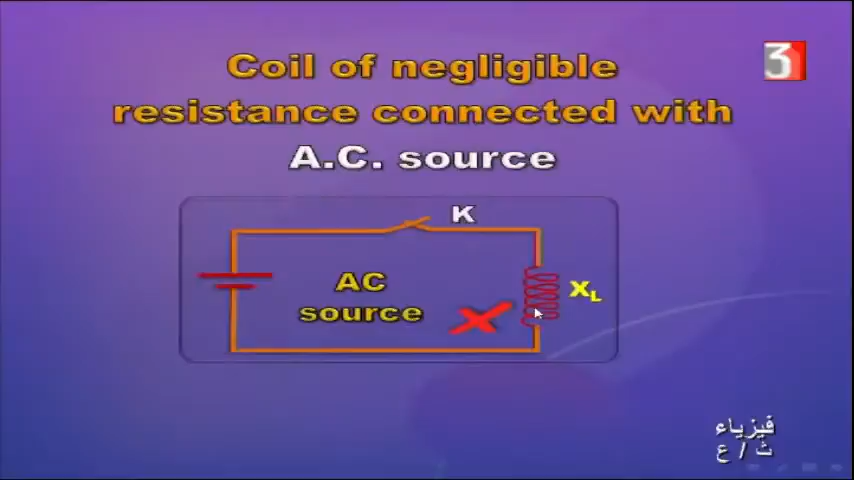 Coil of negligible
resistance connected with
A.C. source
3
K
AC
source
XL
فيزياء
ث / ع